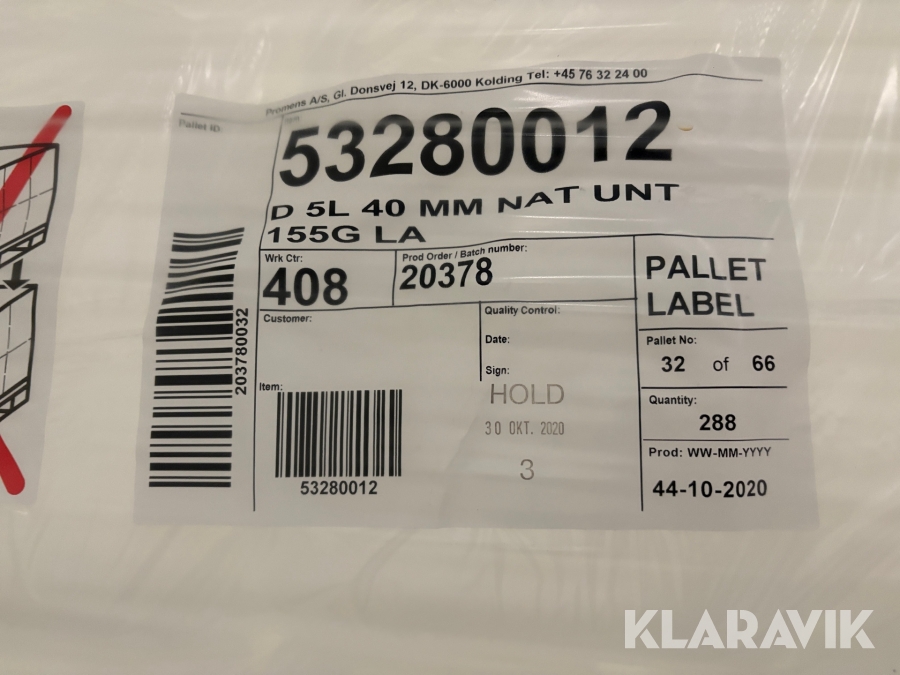 Promens A/S, Gl. Donsvej 12, DK-6000 Kolding Tel: +45 76 32 24 00
Pallet ID:
53280012
D 5L 40 MM NAT UNT
155G LA
Wrk Ctr:
408
Prod Order / Batch number:
20378
PALLET
LABEL
203780032
Customer:
Quality Control:
Date:
Sign:
HOLD
30 OKT. 2020
3
Pallet No:
32 of 66
Quantity:
288
Prod: WW-MM-YYYY
44-10-2020
Item:
53280012
KLARAVIK